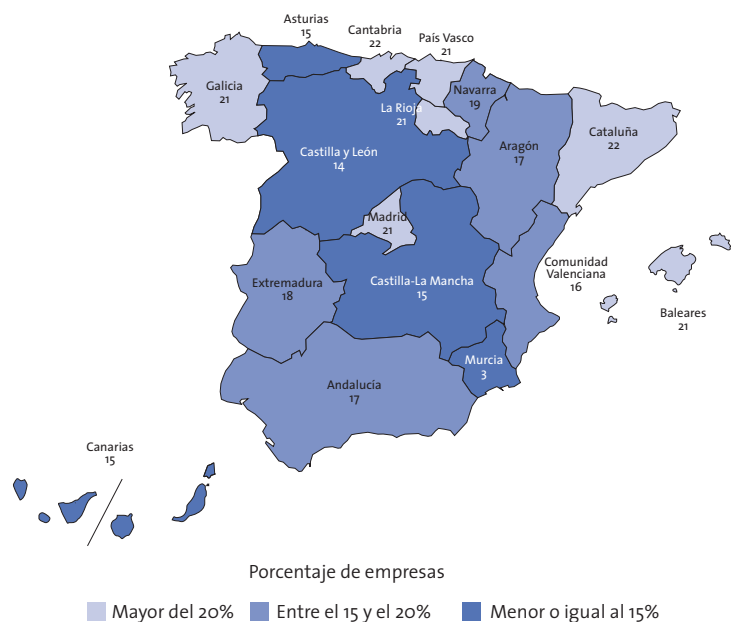 Asturias
15
Cantabria
22
País Vasco
21
Galicia
21
Navarra
19
La Rioja
21
Cataluña
22
Aragón
17
Castilla y León
14
Madrid
21
Comunidad
Valenciana
16
Extremadura
18
Castilla-La Mancha
15
Baleares
21
Murcia
3
Andalucía
17
Canarias
15
Porcentaje de empresas
Mayor del 20%
Entre el 15 y el 20%
Menor o igual al 15%